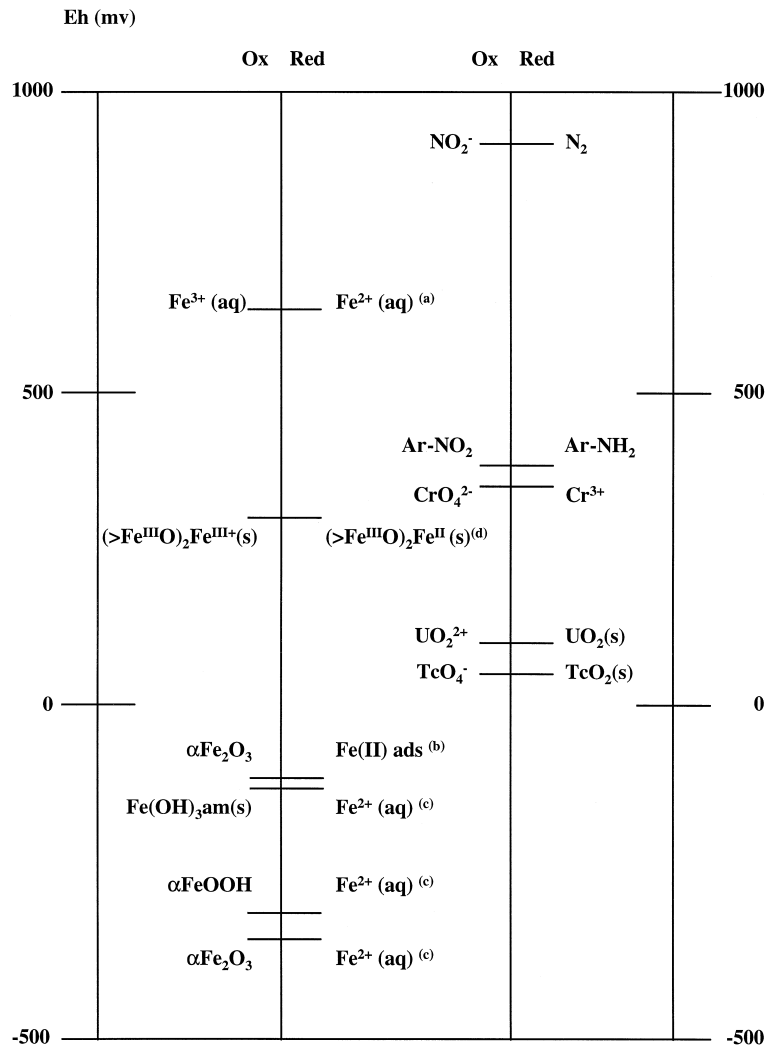 Eh (mv)
Ox Red Ox Red
1000 1000
NO₂⁻ N₂
Fe³⁺ (aq) Fe²⁺ (aq) ⁽ᵃ⁾
500 500
Ar-NO₂ Ar-NH₂
CrO₄²⁻ Cr³⁺
(>FeᴵᴵᴵO)₂Feᴵᴵᴵ⁺(s) (>FeᴵᴵᴵO)₂Feᴵᴵ (s)⁽ᵈ⁾
UO₂²⁺ UO₂(s)
TcO₄⁻ TcO₂(s)
0 0
αFe₂O₃ Fe(II) ads ⁽ᵇ⁾
Fe(OH)₃am(s) Fe²⁺ (aq) ⁽ᶜ⁾
αFeOOH Fe²⁺ (aq) ⁽ᶜ⁾
αFe₂O₃ Fe²⁺ (aq) ⁽ᶜ⁾
-500 -500